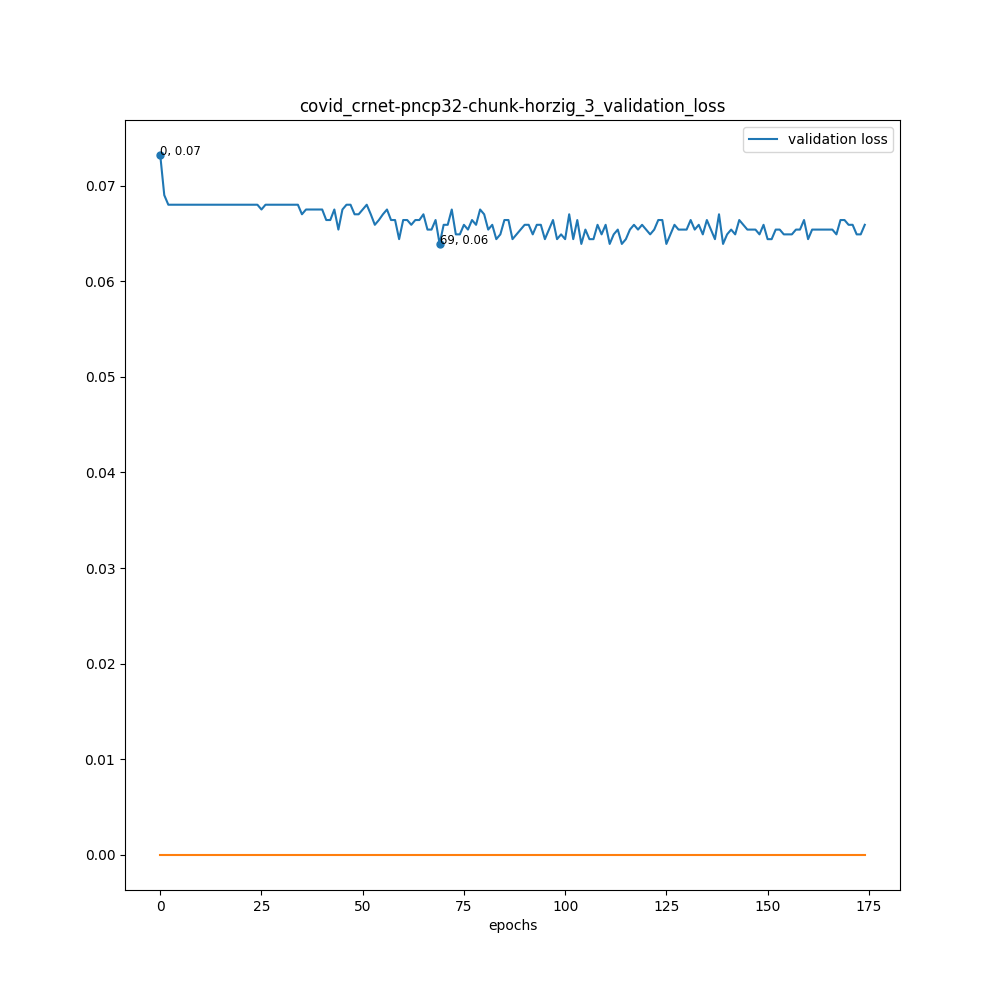 covid_crnet-pncp32-chunk-horzig_3_validation_loss
validation loss
0, 0.07
69, 0.06
0.07
0.06
0.05
0.04
0.03
0.02
0.01
0.00
0 25 50 75 100 125 150 175
epochs